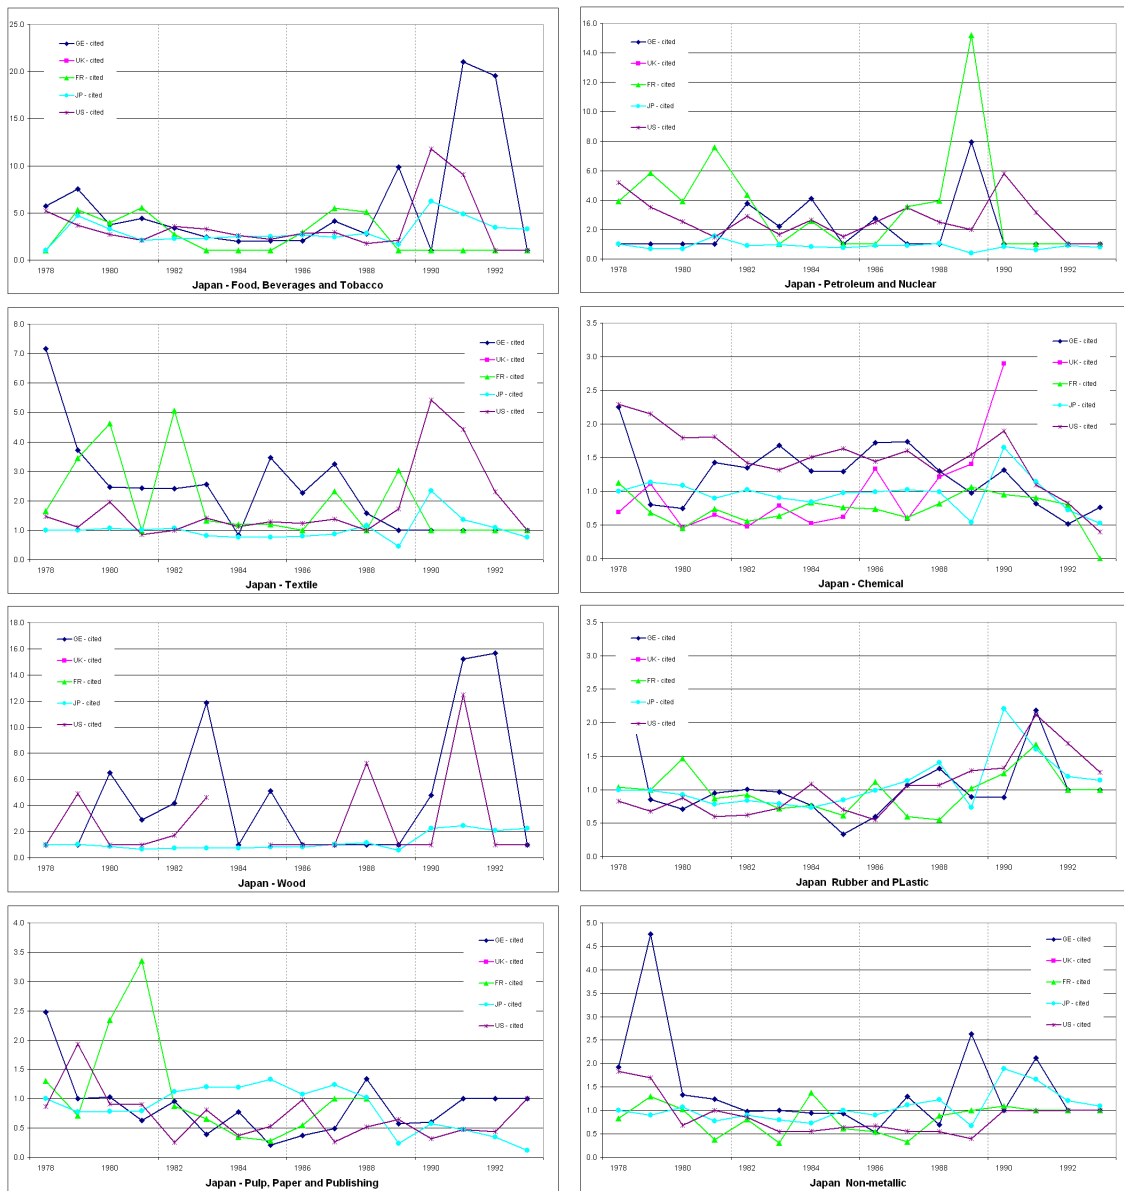 25.0
20.0
15.0
10.0
5.0
0.0
GE - cited
UK - cited
FR - cited
JP - cited
US - cited
1978 1980 1982 1984 1986 1988 1990 1992
Japan - Food, Beverages and Tobacco
16.0
14.0
12.0
10.0
8.0
6.0
4.0
2.0
0.0
GE - cited
UK - cited
FR - cited
JP - cited
US - cited
1978 1980 1982 1984 1986 1988 1990 1992
Japan - Petroleum and Nuclear
8.0
7.0
6.0
5.0
4.0
3.0
2.0
1.0
0.0
GE - cited
UK - cited
FR - cited
JP - cited
US - cited
1978 1980 1982 1984 1986 1988 1990 1992
Japan - Textile
3.5
3.0
2.5
2.0
1.5
1.0
0.5
0.0
GE - cited
UK - cited
FR - cited
JP - cited
US - cited
1978 1980 1982 1984 1986 1988 1990 1992
Japan - Chemical
18.0
16.0
14.0
12.0
10.0
8.0
6.0
4.0
2.0
0.0
GE - cited
UK - cited
FR - cited
JP - cited
US - cited
1978 1980 1982 1984 1986 1988 1990 1992
Japan - Wood
3.5
3.0
2.5
2.0
1.5
1.0
0.5
0.0
GE - cited
UK - cited
FR - cited
JP - cited
US - cited
1978 1980 1982 1984 1986 1988 1990 1992
Japan Rubber and PLastic
4.0
3.5
3.0
2.5
2.0
1.5
1.0
0.5
0.0
GE - cited
UK - cited
FR - cited
JP - cited
US - cited
1978 1980 1982 1984 1986 1988 1990 1992
Japan - Pulp, Paper and Publishing
5.0
4.5
4.0
3.5
3.0
2.5
2.0
1.5
1.0
0.5
0.0
GE - cited
UK - cited
FR - cited
JP - cited
US - cited
1978 1980 1982 1984 1986 1988 1990 1992
Japan Non-metallic